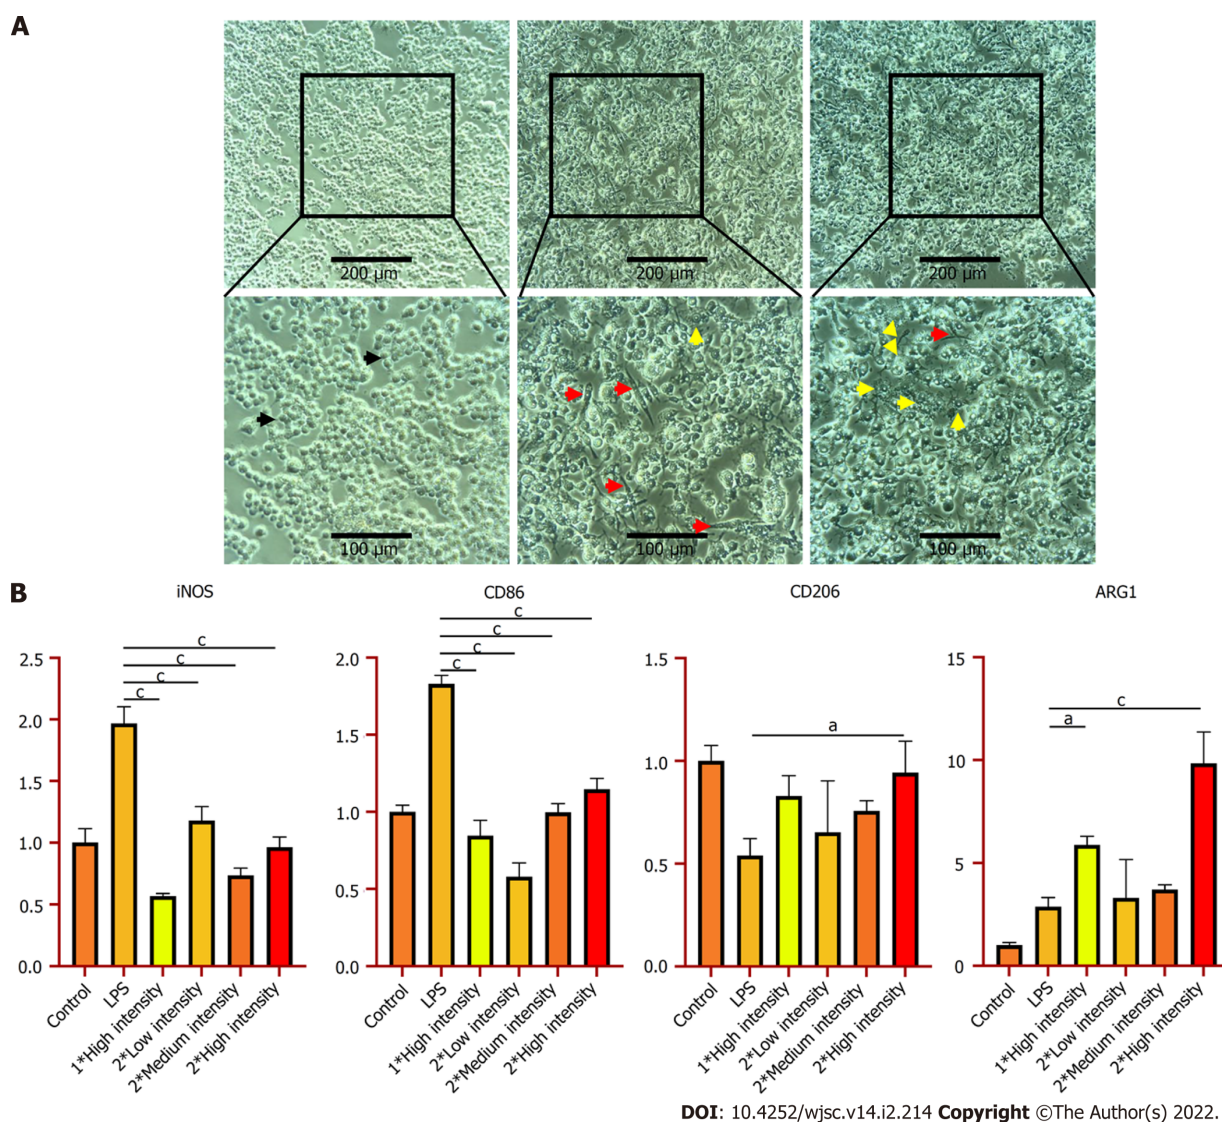 A
200 μm 200 μm 200 μm
100 μm 100 μm 100 μm
B
iNOS CD86 CD206 ARG1
c
c
c
c
2.5
2.0
1.5
1.0
0.5
0.0
Control
LPS
1*High intensity
2*Low intensity
2*Medium intensity
2*High intensity
c
c
c
c
2.0
1.5
1.0
0.5
0.0
Control
LPS
1*High intensity
2*Low intensity
2*Medium intensity
2*High intensity
a
1.5
1.0
0.5
0.0
Control
LPS
1*High intensity
2*Low intensity
2*Medium intensity
2*High intensity
c
a
15
10
5
0
Control
LPS
1*High intensity
2*Low intensity
2*Medium intensity
2*High intensity
DOI: 10.4252/wjsc.v14.i2.214 Copyright ©The Author(s) 2022.